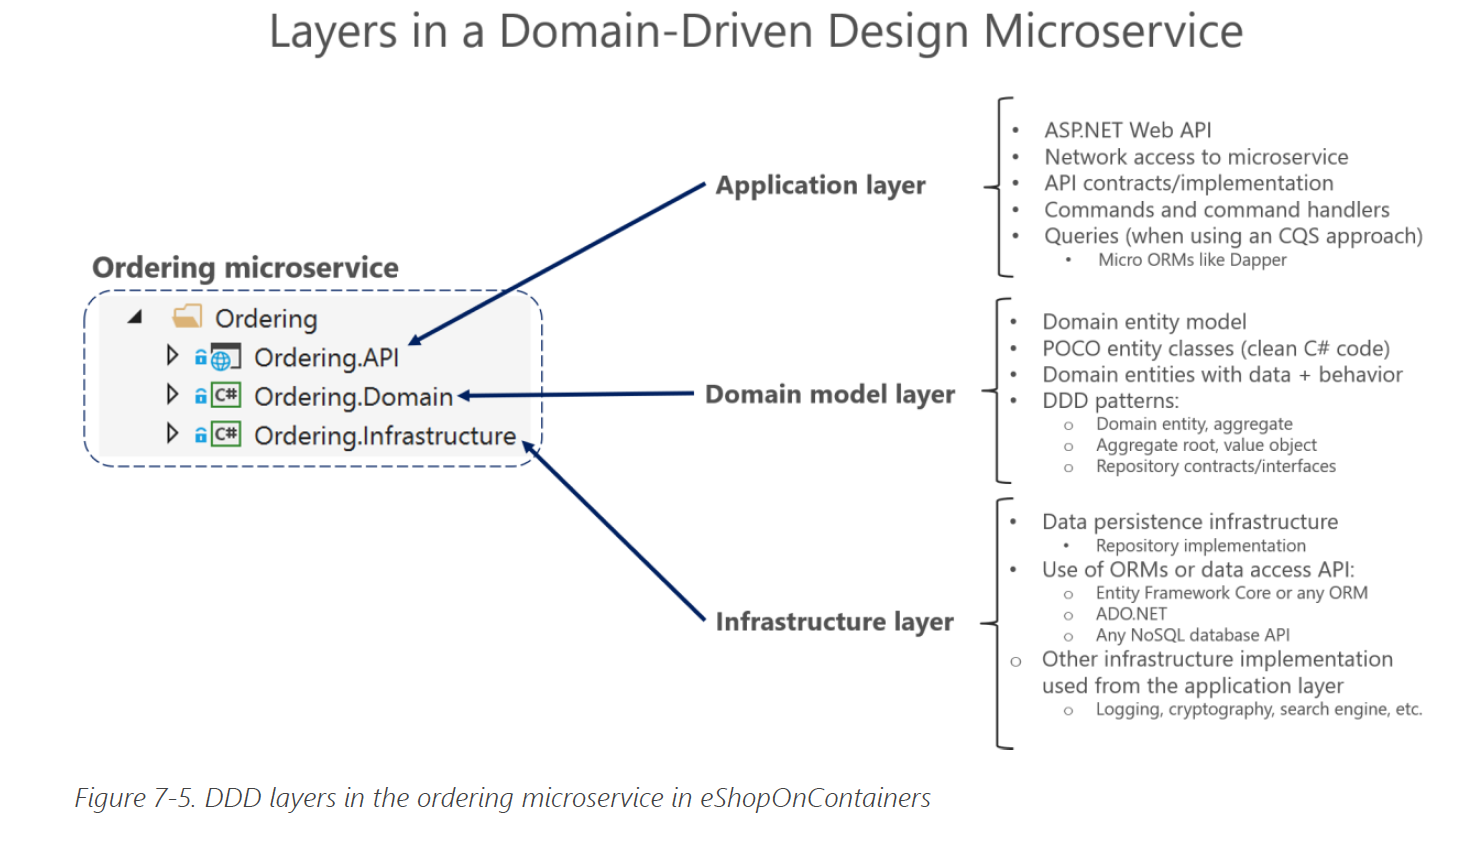 Layers in a Domain-Driven Design Microservice
Application layer
• ASP.NET Web API
• Network access to microservice
• API contracts/implementation
• Commands and command handlers
• Queries (when using an CQS approach)
• Micro ORMs like Dapper
Ordering microservice
Ordering
Ordering.API
C# Ordering.Domain
C# Ordering.Infrastructure
Domain model layer
• Domain entity model
• POCO entity classes (clean C# code)
• Domain entities with data + behavior
• DDD patterns:
o Domain entity, aggregate
o Aggregate root, value object
o Repository contracts/interfaces
Infrastructure layer
• Data persistence infrastructure
• Repository implementation
• Use of ORMs or data access API:
o Entity Framework Core or any ORM
o ADO.NET
o Any NoSQL database API
o Other infrastructure implementation
used from the application layer
o Logging, cryptography, search engine, etc.
Figure 7-5. DDD layers in the ordering microservice in eShopOnContainers